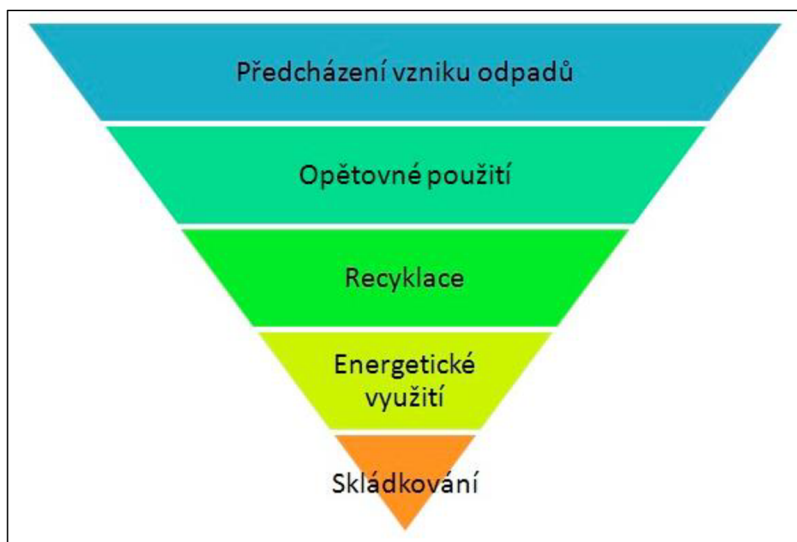 Předcházení vzniku odpadů
Opětovné použití
Recyklace
Energetické
využití
Skládkování